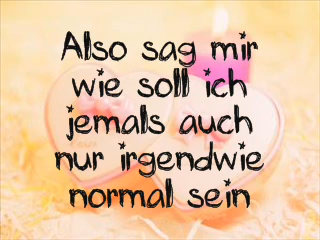 Also sag mir
wie soll ich
jemals auch
nur irgendwie
normal sein